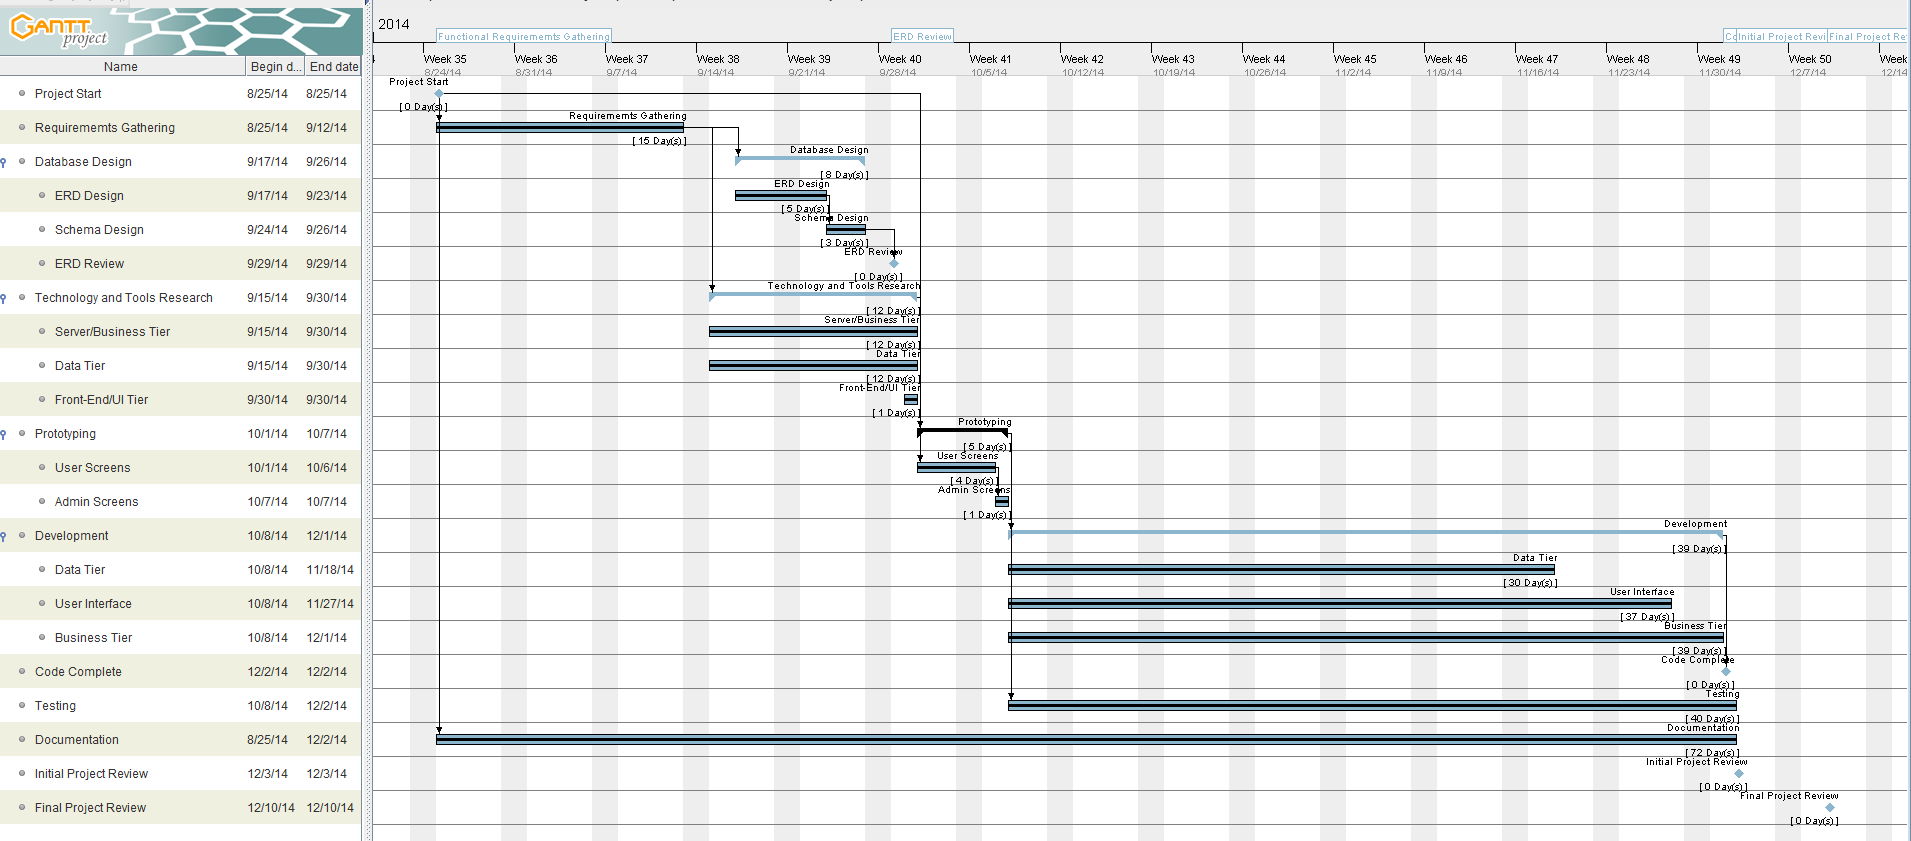 GANTT
project
2014
Functional Requirememts Gathering
ERD Review
Initial Project Revi
Final Project Re
Name Begin d... End date
Week 35 Week 36 Week 37 Week 38 Week 39 Week 40 Week 41 Week 42 Week 43 Week 44 Week 45 Week 46 Week 47 Week 48 Week 49 Week 50 Week
8/24/14 8/31/14 9/7/14 9/14/14 9/21/14 9/28/14 10/5/14 10/12/14 10/19/14 10/26/14 11/2/14 11/9/14 11/16/14 11/23/14 11/30/14 12/7/14 12/14
Project Start 8/25/14 8/25/14
Project Start
[ 0 Day(s) ]
Requirememts Gathering 8/25/14 9/12/14
Requirememts Gathering
[ 15 Day(s) ]
Database Design 9/17/14 9/26/14
Database Design
[ 8 Day(s) ]
ERD Design 9/17/14 9/23/14
ERD Design
[ 5 Day(s) ]
Schema Design 9/24/14 9/26/14
Schema Design
[ 3 Day(s) ]
ERD Review 9/29/14 9/29/14
ERD Review
[ 0 Day(s) ]
Technology and Tools Research 9/15/14 9/30/14
Technology and Tools Research
[ 12 Day(s) ]
Server/Business Tier 9/15/14 9/30/14
Server/Business Tier
[ 12 Day(s) ]
Data Tier 9/15/14 9/30/14
Data Tier
[ 12 Day(s) ]
Front-End/UI Tier 9/30/14 9/30/14
Front-End/UI Tier
[ 1 Day(s) ]
Prototyping 10/1/14 10/7/14
Prototyping
[ 5 Day(s) ]
User Screens 10/1/14 10/6/14
User Screens
[ 4 Day(s) ]
Admin Screens 10/7/14 10/7/14
Admin Screens
[ 1 Day(s) ]
Development 10/8/14 12/1/14
Development
[ 39 Day(s) ]
Data Tier 10/8/14 11/18/14
Data Tier
[ 30 Day(s) ]
User Interface 10/8/14 11/27/14
User Interface
[ 37 Day(s) ]
Business Tier 10/8/14 12/1/14
Business Tier
[ 39 Day(s) ]
Code Complete 12/2/14 12/2/14
Code Complete
[ 0 Day(s) ]
Testing 10/8/14 12/2/14
Testing
[ 40 Day(s) ]
Documentation 8/25/14 12/2/14
Documentation
[ 72 Day(s) ]
Initial Project Review 12/3/14 12/3/14
Initial Project Review
[ 0 Day(s) ]
Final Project Review 12/10/14 12/10/14
Final Project Review
[ 0 Day(s) ]